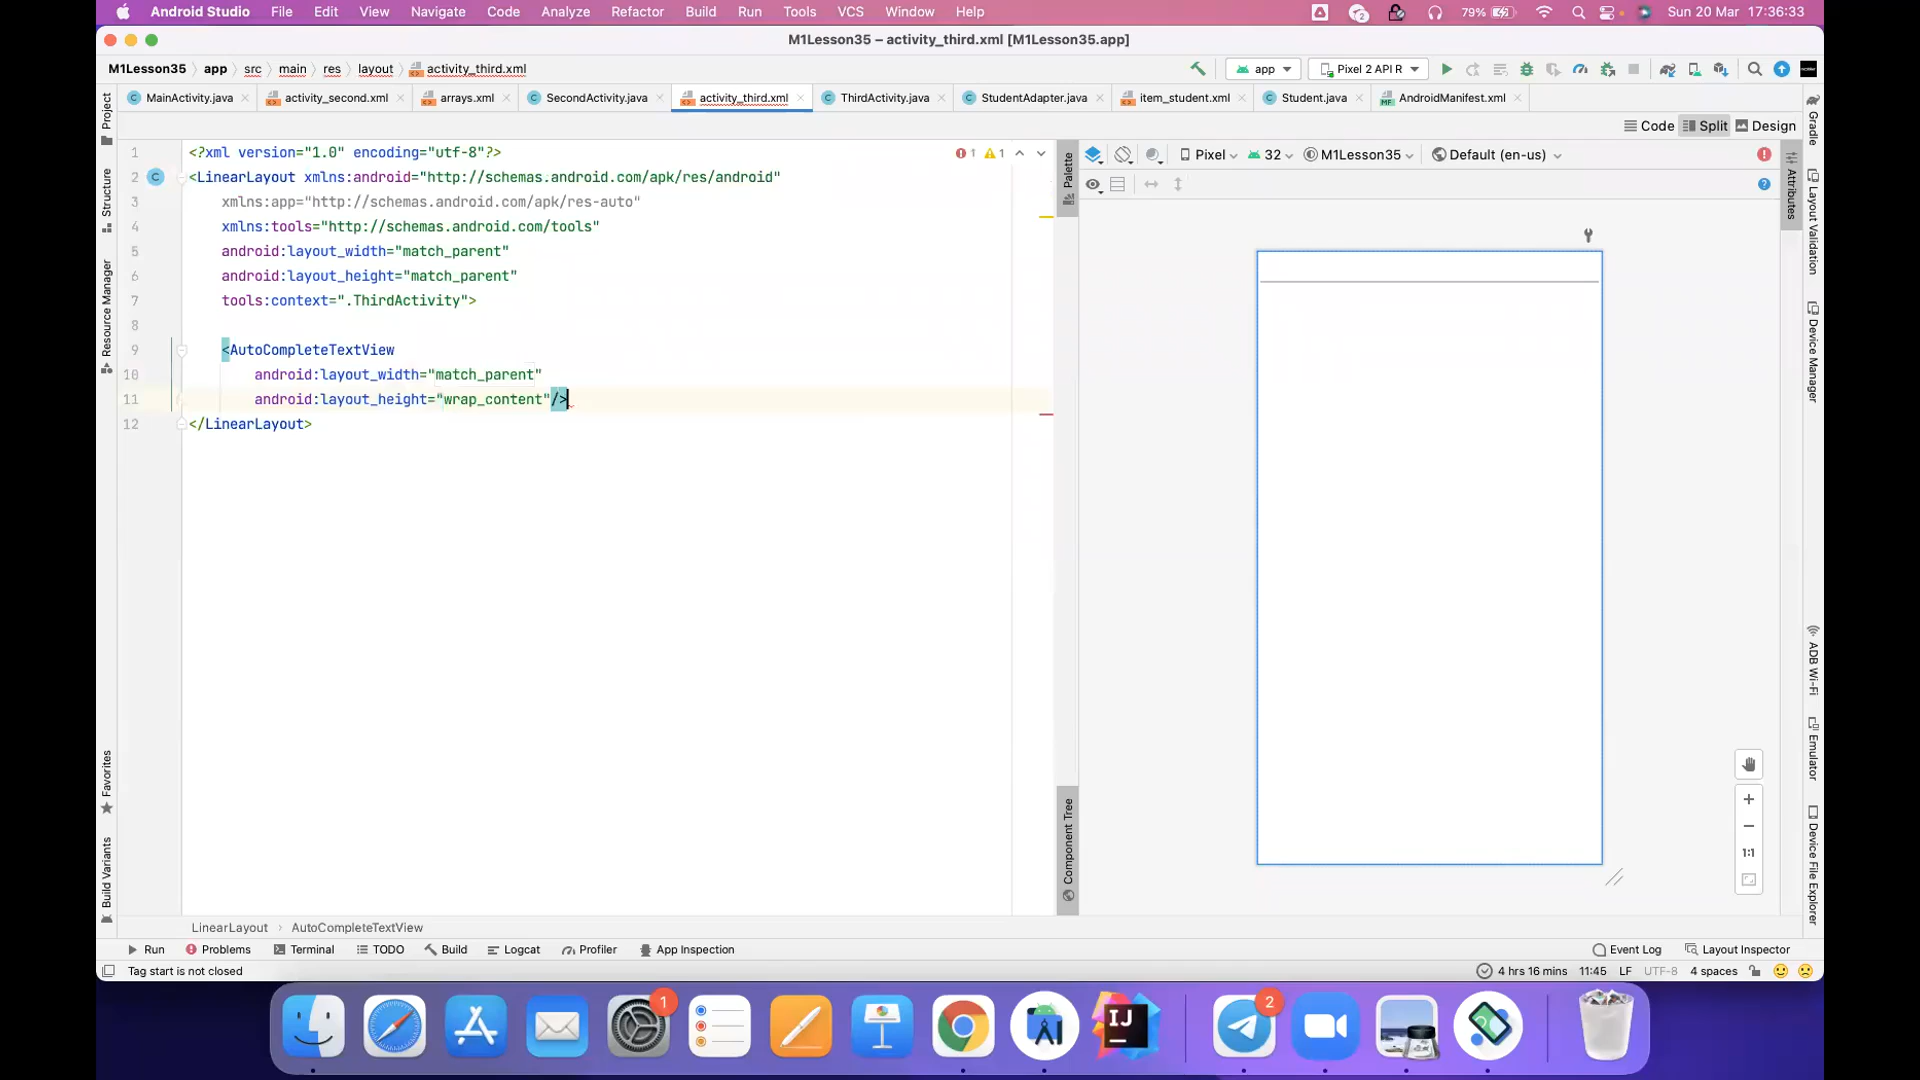 Android Studio File Edit View Navigate Code Analyze Refactor Build Run Tools VCS Window Help 2 79% Sun 20 Mar 17:36:33
M1Lesson35 – activity_third.xml [M1Lesson35.app]
M1Lesson35 app src main res layout activity_third.xml app Pixel 2 API R
MainActivity.java activity_second.xml arrays.xml SecondActivity.java activity_third.xml ThirdActivity.java StudentAdapter.java item_student.xml Student.java AndroidManifest.xml
Code Split Design
Project
Structure
Resource Manager
Favorites
Build Variants
1 <?xml version="1.0" encoding="utf-8"?> 1 1
2 <LinearLayout xmlns:android="http://schemas.android.com/apk/res/android"
3 xmlns:app="http://schemas.android.com/apk/res-auto"
4 xmlns:tools="http://schemas.android.com/tools"
5 android:layout_width="match_parent"
6 android:layout_height="match_parent"
7 tools:context=".ThirdActivity">
8
9 <AutoCompleteTextView
10 android:layout_width="match_parent"
11 android:layout_height="wrap_content"/>
12 </LinearLayout>
Palette
Component Tree
Pixel 32 M1Lesson35 Default (en-us)
1:1
Attributes
Gradle
Layout Validation
Device Manager
ADB Wi-Fi
Emulator
Device File Explorer
LinearLayout AutoCompleteTextView
Run Problems Terminal TODO Build Logcat Profiler App Inspection Event Log Layout Inspector
Tag start is not closed 4 hrs 16 mins 11:45 LF UTF-8 4 spaces
1 IJ 2